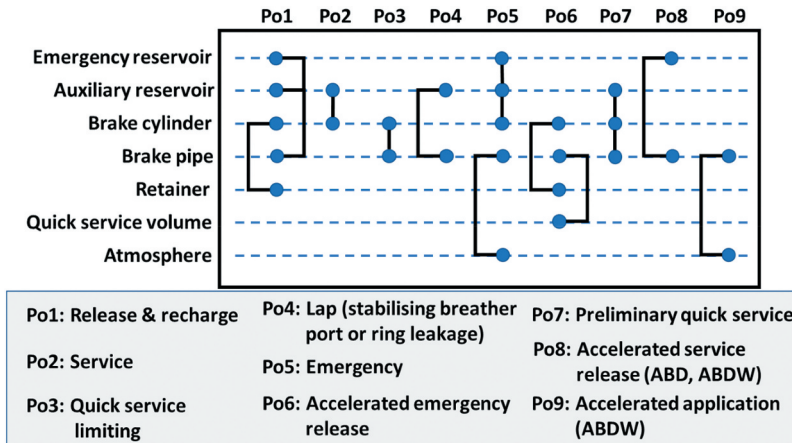 Po1 Po2 Po3 Po4 Po5 Po6 Po7 Po8 Po9
Emergency reservoir
Auxiliary reservoir
Brake cylinder
Brake pipe
Retainer
Quick service volume
Atmosphere
Po1: Release & recharge
Po2: Service
Po3: Quick service
limiting
Po4: Lap (stabilising breather
port or ring leakage)
Po5: Emergency
Po6: Accelerated emergency
release
Po7: Preliminary quick service
Po8: Accelerated service
release (ABD, ABDW)
Po9: Accelerated application
(ABDW)